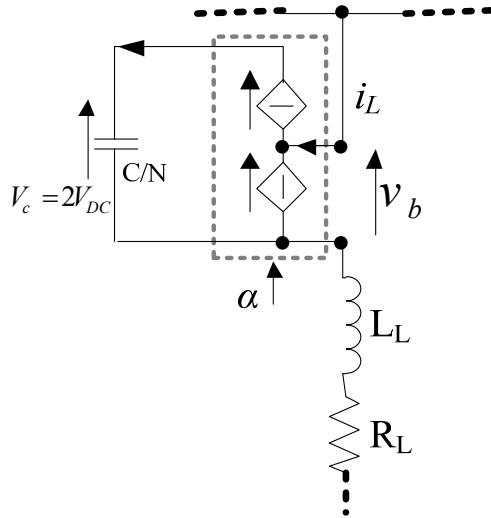 i_L
C/N
V_c = 2V_DC
v_b
α
L_L
R_L